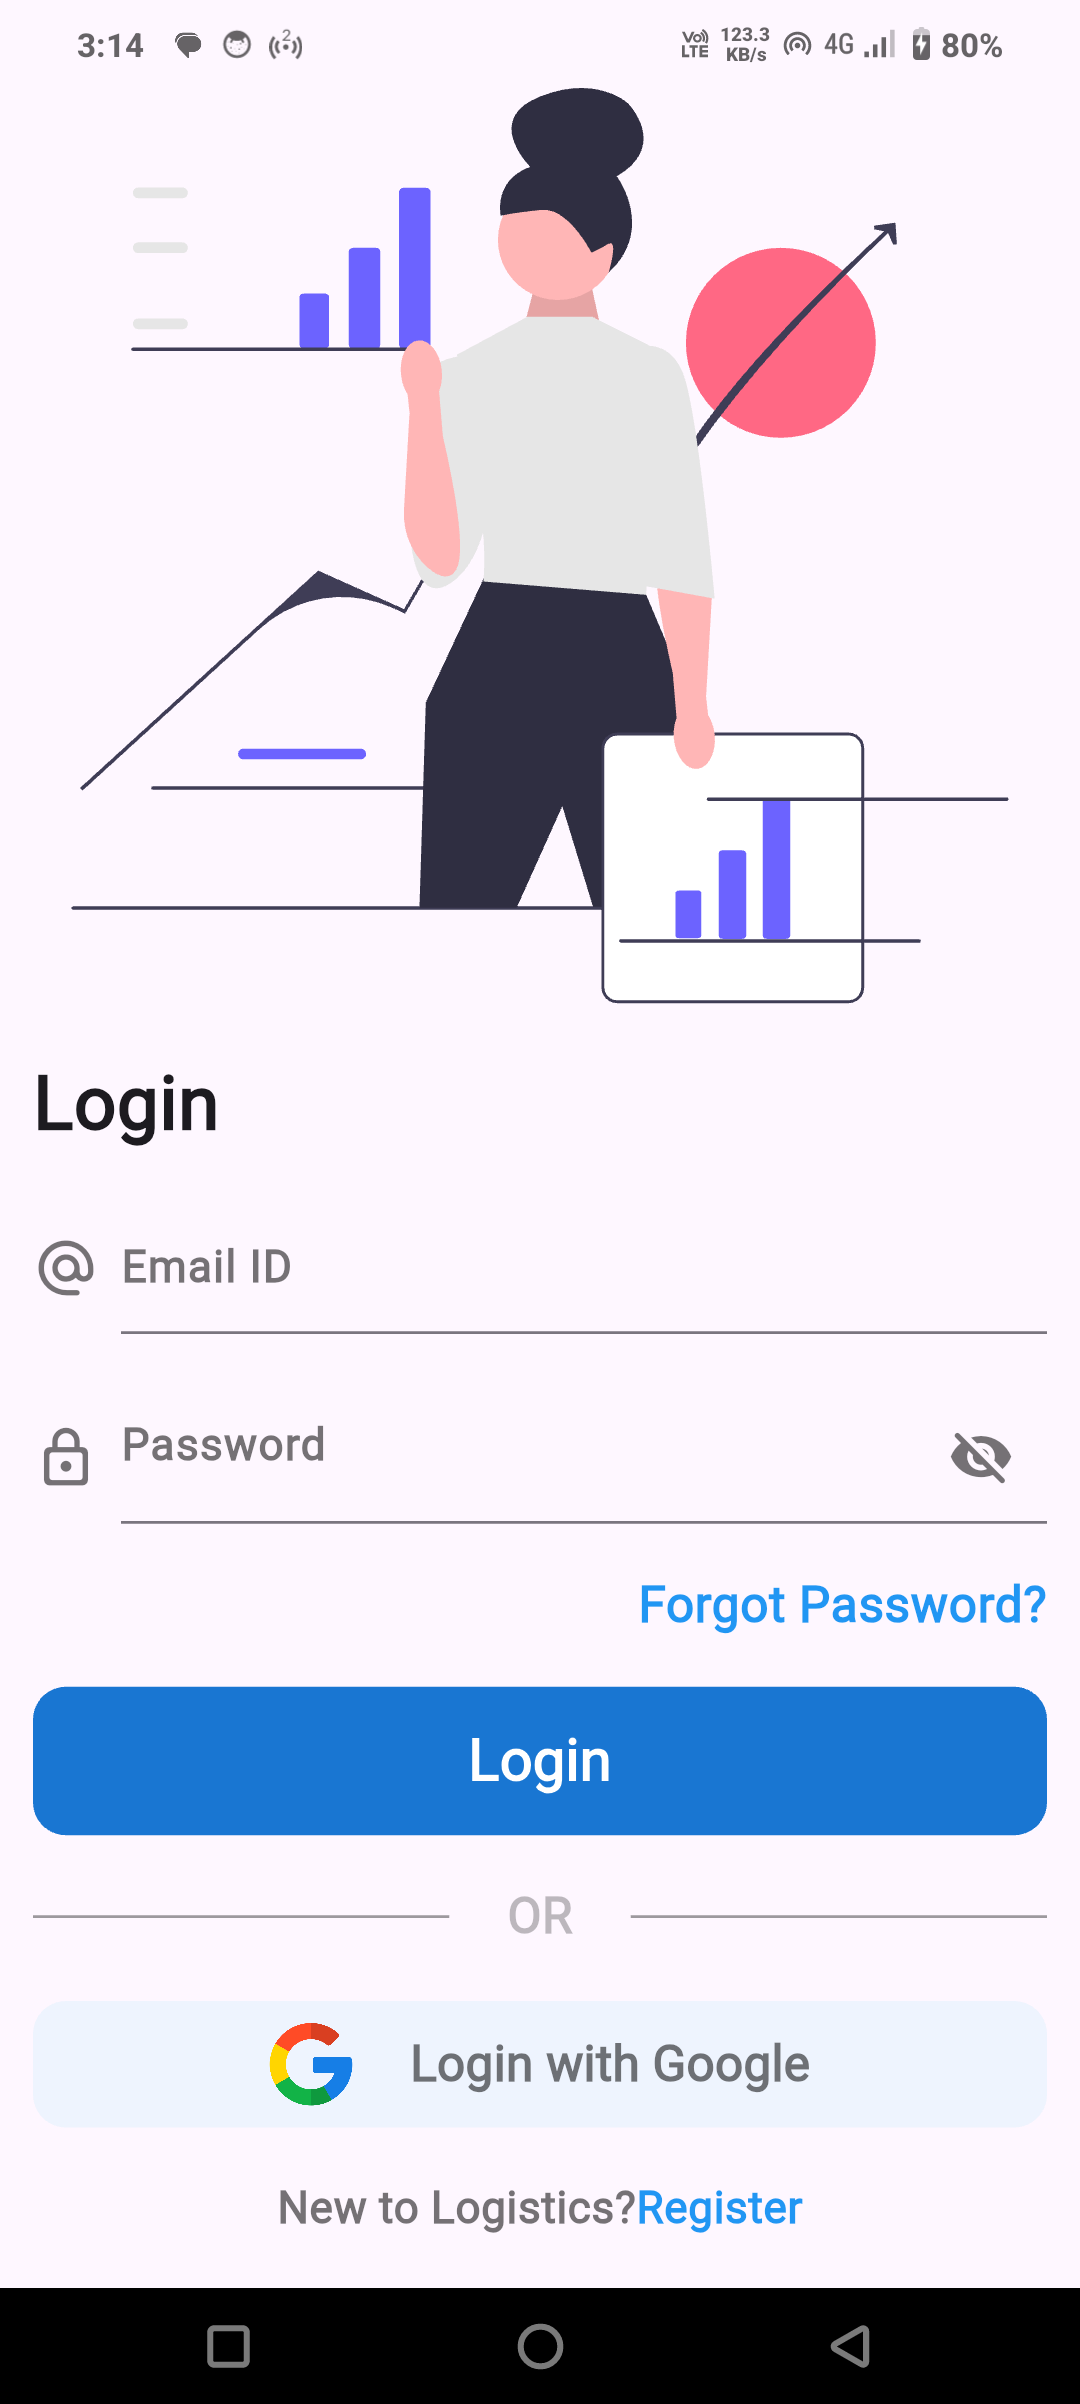 3:14 2 Vo) LTE 123.3 KB/s 4G 80%
Login
Email ID
Password
Forgot Password?
Login
OR
Login with Google
New to Logistics?Register